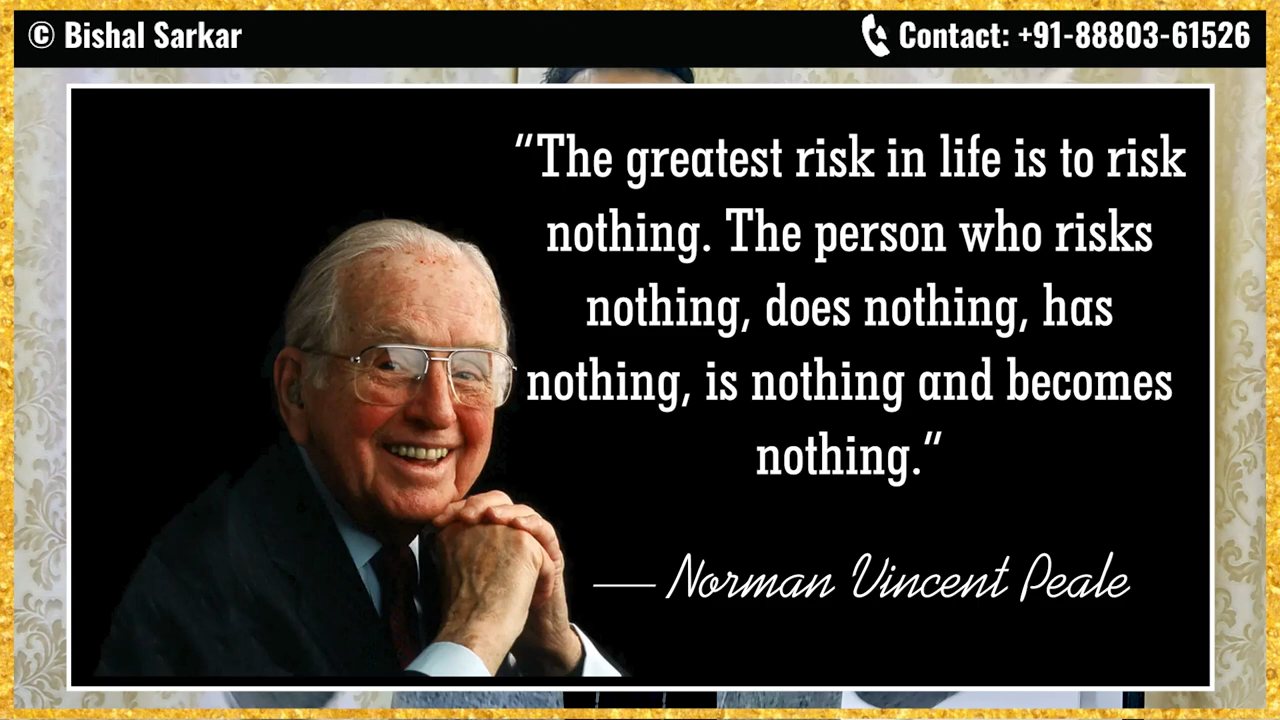 © Bishal Sarkar
Contact: +91-88803-61526
"The greatest risk in life is to risk
nothing. The person who risks
nothing, does nothing, has
nothing, is nothing and becomes
nothing."
— Norman Vincent Peale